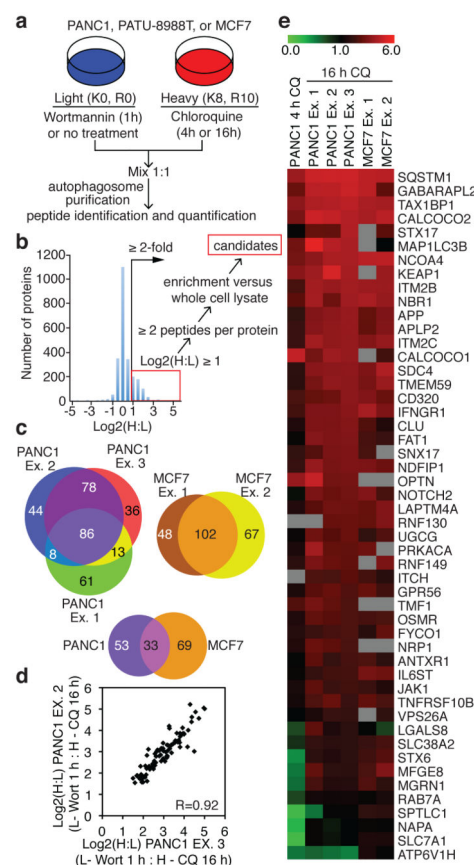 a
PANC1, PATU-8988T, or MCF7
Light (K0, R0)
Heavy (K8, R10)
Wortmannin (1h)
or no treatment
Chloroquine
(4h or 16h)
Mix 1:1
autophagosome
purification
peptide identification and quantification
b
≥ 2-fold
candidates
enrichment versus
whole cell lysate
≥ 2 peptides per protein
Log2(H:L) ≥ 1
Number of proteins
1200
1000
800
600
400
200
0
-5 -3 -1 0 1 3 5
Log2(H:L)
c
PANC1
Ex. 2
PANC1
Ex. 3
78
44
36
86
8
13
61
PANC1
Ex. 1
MCF7
Ex. 1
MCF7
Ex. 2
48
102
67
PANC1
53
33
69
MCF7
d
Log2(H:L) PANC1 EX. 2
(L- Wort 1 h : H - CQ 16 h)
6
5
4
3
2
1
0
0 1 2 3 4 5 6
R=0.92
Log2(H:L) PANC1 EX. 3
(L- Wort 1 h : H - CQ 16 h)
e
0.0 1.0 6.0
16 h CQ
PANC1 4 h CQ
PANC1 Ex. 1
PANC1 Ex. 2
PANC1 Ex. 3
MCF7 Ex. 1
MCF7 Ex. 2
SQSTM1
GABARAPL2
TAX1BP1
CALCOCO2
STX17
MAP1LC3B
NCOA4
KEAP1
ITM2B
NBR1
APP
APLP2
ITM2C
CALCOCO1
SDC4
TMEM59
CD320
IFNGR1
CLU
FAT1
SNX17
NDFIP1
OPTN
NOTCH2
LAPTM4A
RNF130
UGCG
PRKACA
RNF149
ITCH
GPR56
TMF1
OSMR
FYCO1
NRP1
ANTXR1
IL6ST
JAK1
TNFRSF10B
VPS26A
LGALS8
SLC38A2
STX6
MFGE8
MGRN1
RAB7A
SPTLC1
NAPA
SLC7A1
ATP6V1H